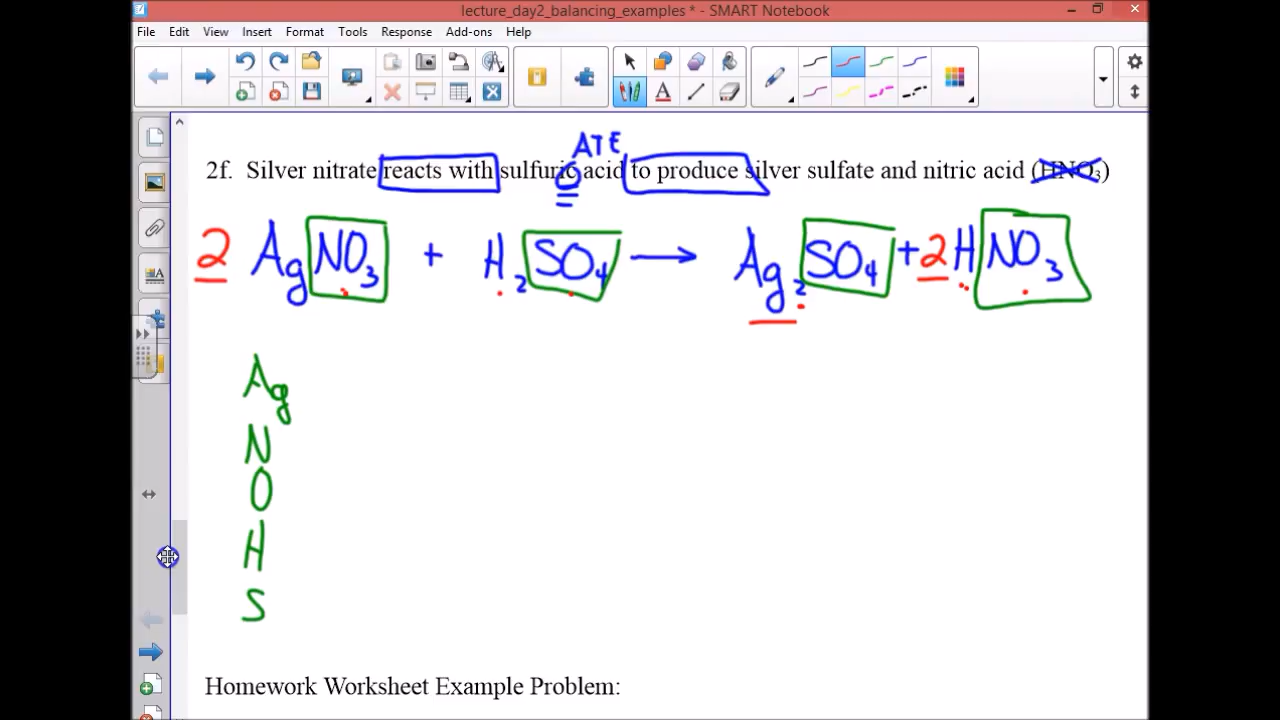 lecture_day2_balancing_examples * - SMART Notebook
File Edit View Insert Format Tools Response Add-ons Help
ATE
2f. Silver nitrate reacts with sulfuric acid to produce silver sulfate and nitric acid (HNO₃)
2 AgNO₃ + H₂SO₄ → Ag₂SO₄ + 2HNO₃
Ag
N
O
H
S
Homework Worksheet Example Problem: